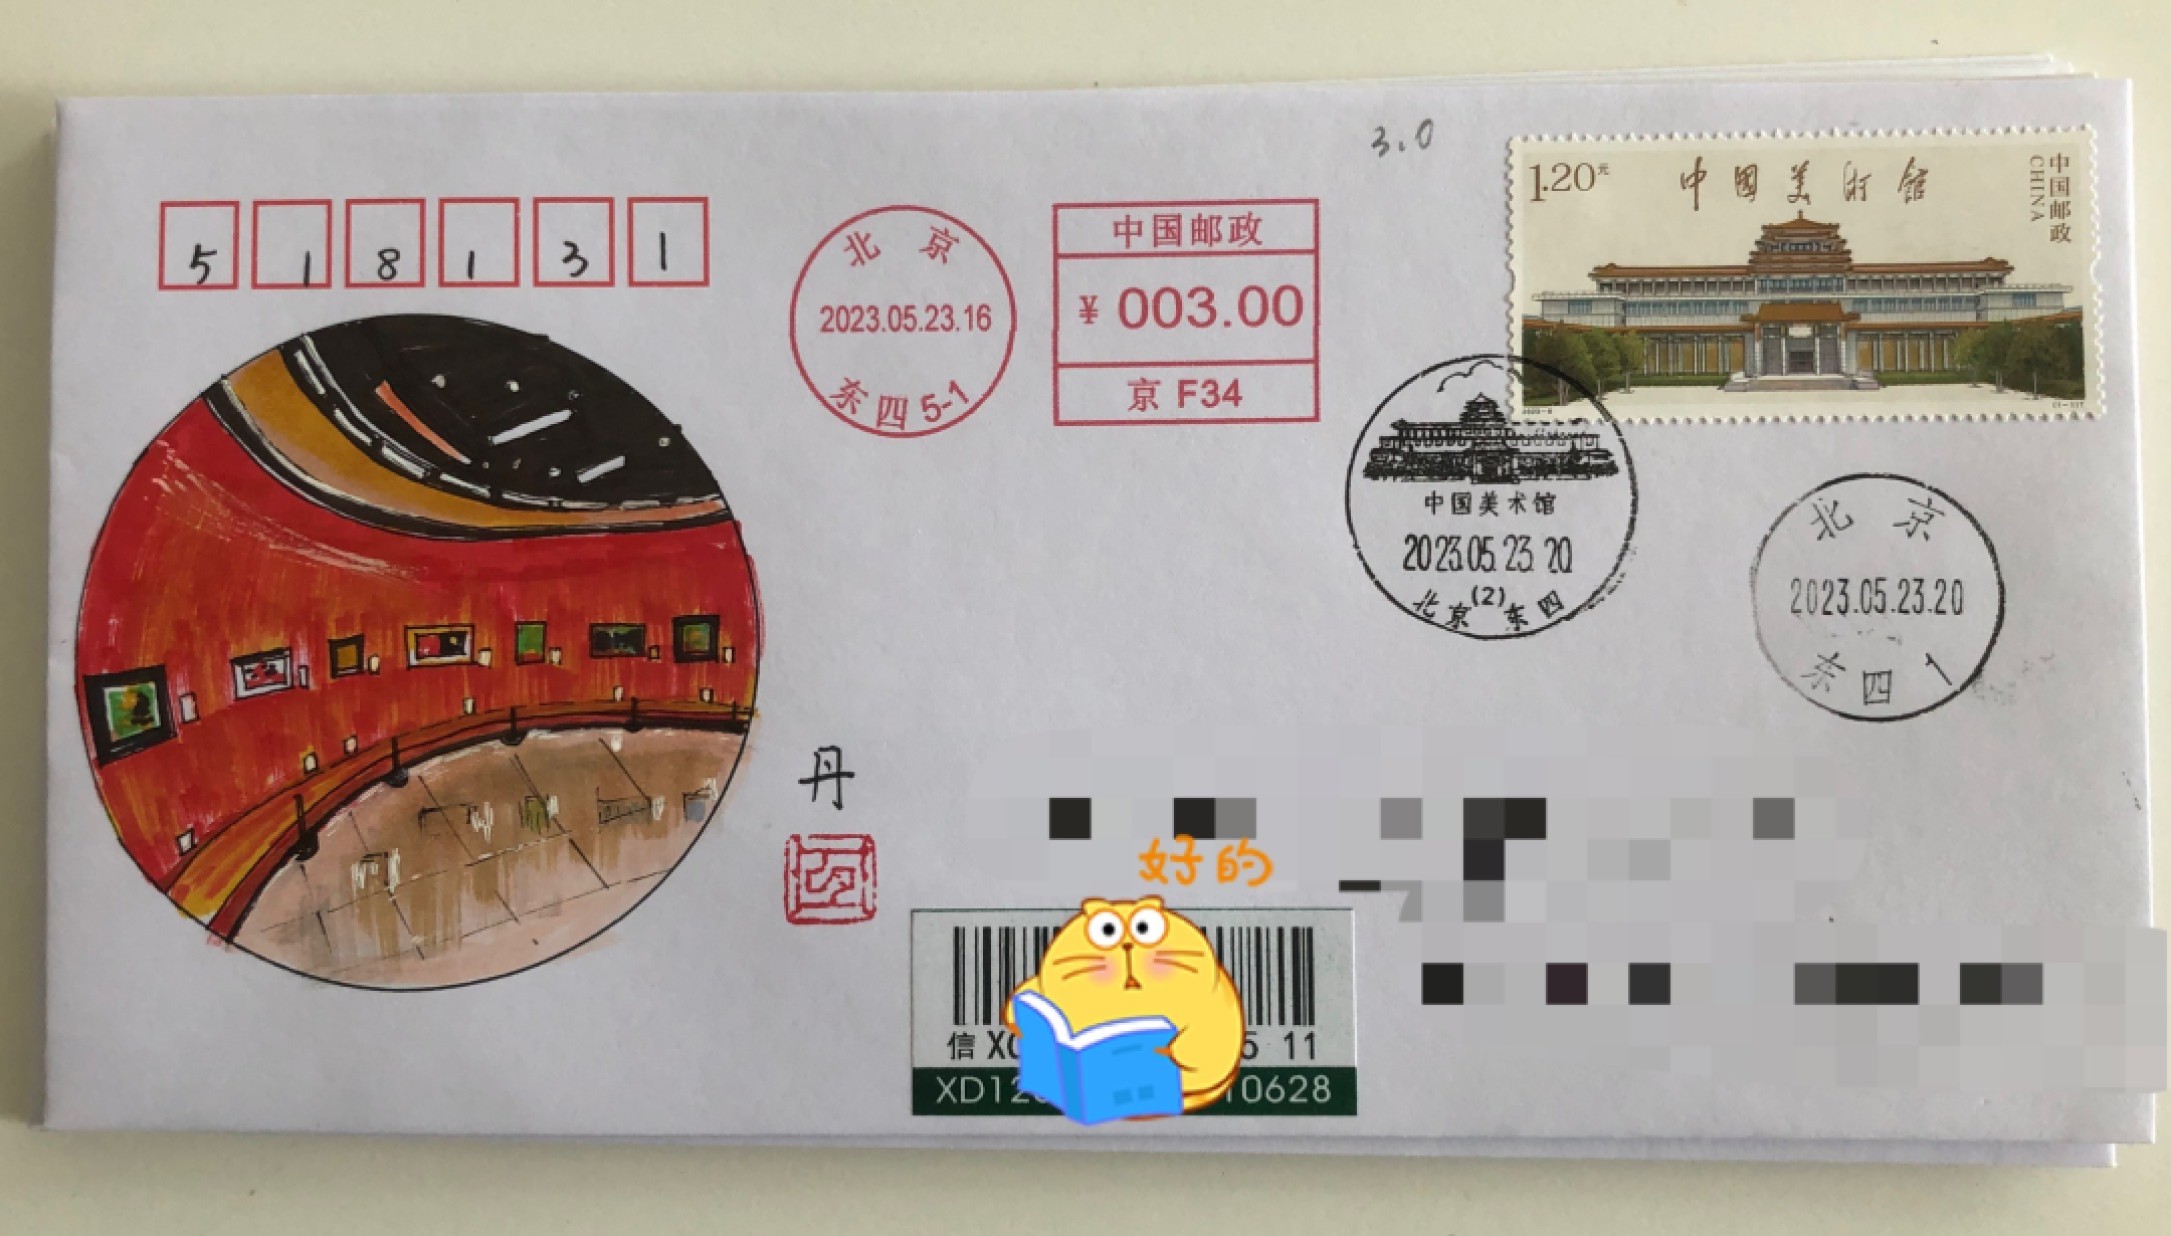 3.0
1.20元
中国美術館
中国邮政
CHINA
5 1 8 1 3 1
北京
2023.05.23.16
东四5-1
中国邮政
¥ 003.00
京 F34
中国美术馆
2023.05.23.20
(2)
北京 东四
北京
2023.05.23.20
东四 1
丹
好的
信 X
5 11
XD12
10628